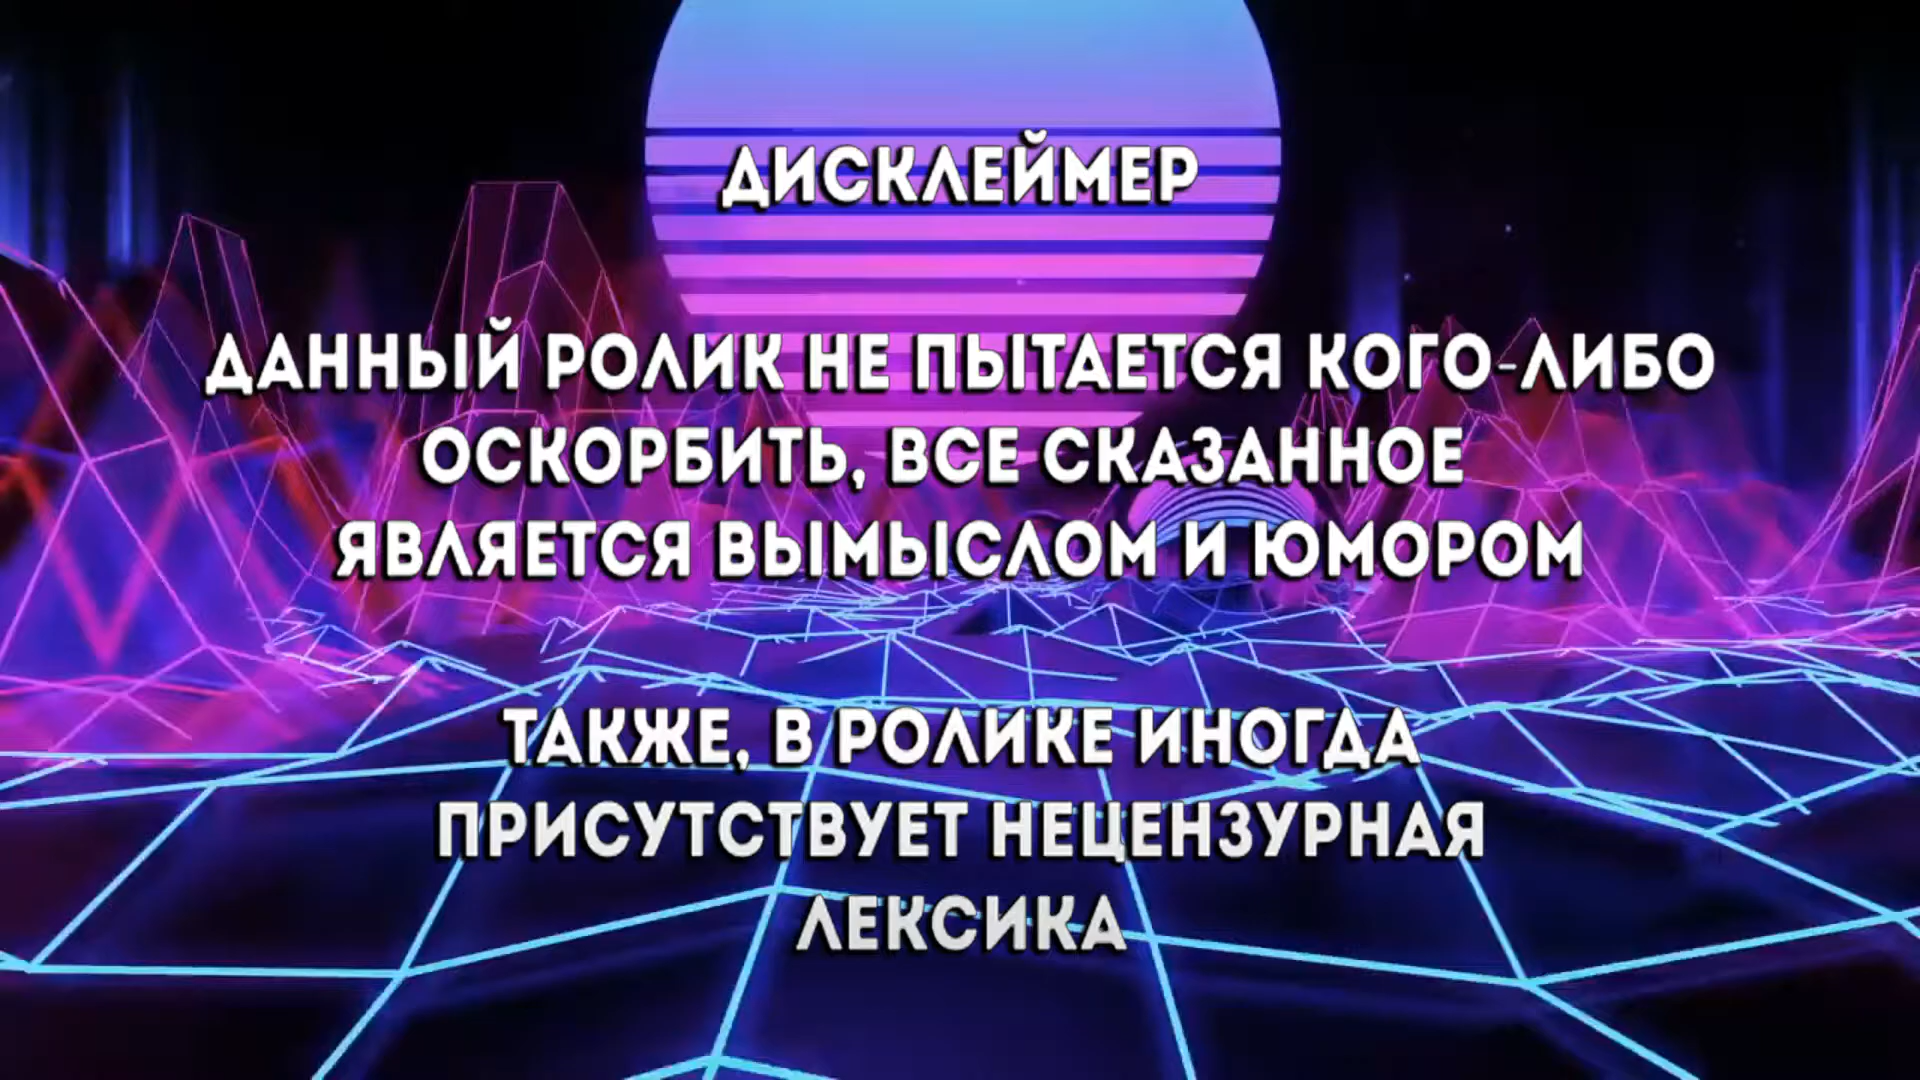 ДИСКЛЕЙМЕР
ДАННЫЙ РОЛИК НЕ ПЫТАЕТСЯ КОГО-ЛИБО
ОСКОРБИТЬ, ВСЕ СКАЗАННОЕ
ЯВЛЯЕТСЯ ВЫМЫСЛОМ И ЮМОРОМ
ТАКЖЕ, В РОЛИКЕ ИНОГДА
ПРИСУТСТВУЕТ НЕЦЕНЗУРНАЯ
ЛЕКСИКА